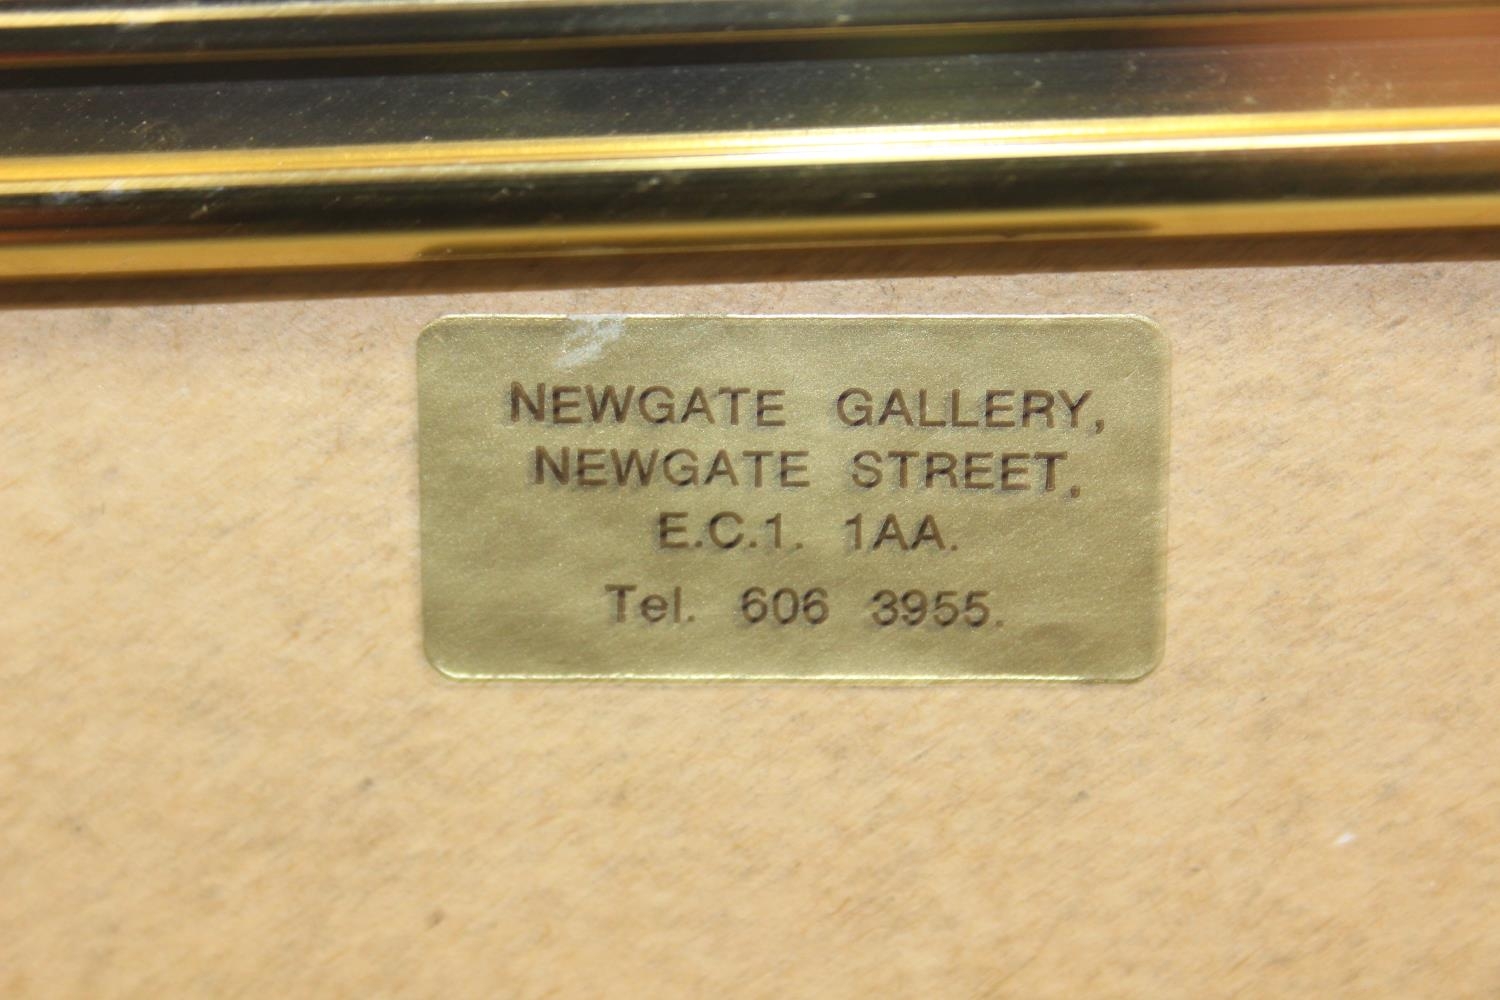 NEWGATE GALLERY,
NEWGATE STREET,
E.C.1. 1AA.
Tel. 606 3955.